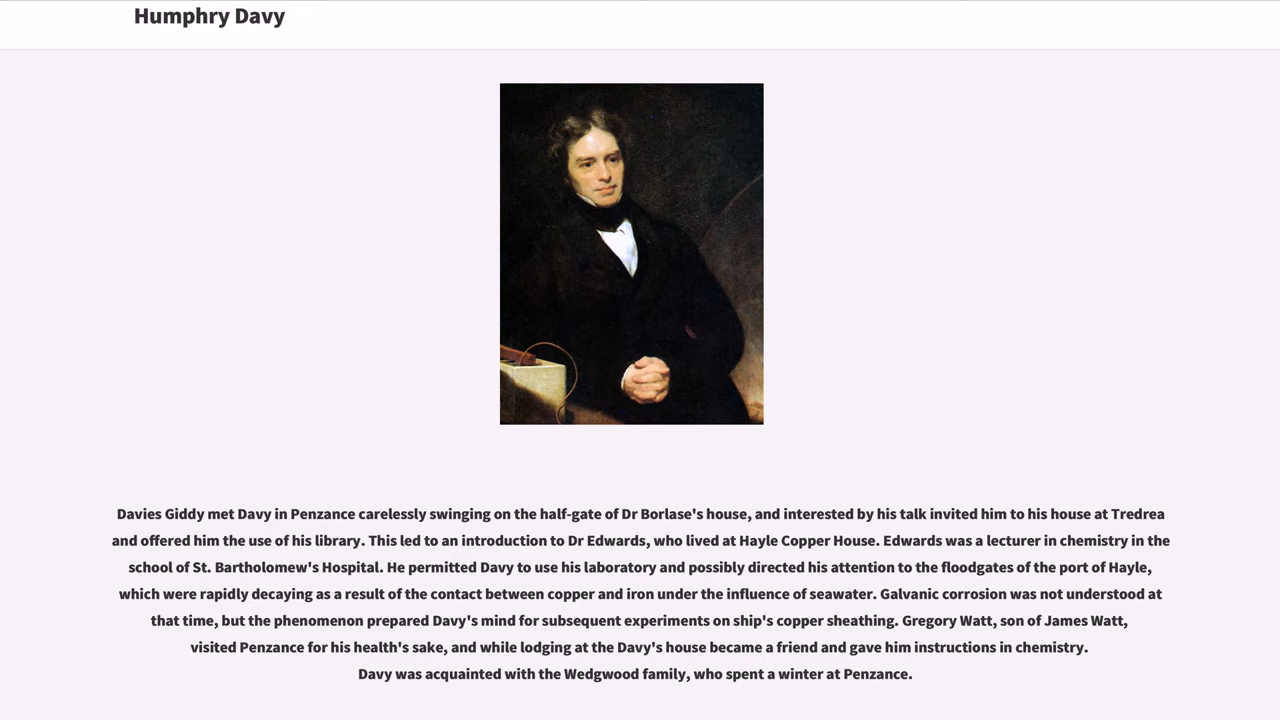 Humphry Davy
Davies Giddy met Davy in Penzance carelessly swinging on the half-gate of Dr Borlase's house, and interested by his talk invited him to his house at Tredrea
and offered him the use of his library. This led to an introduction to Dr Edwards, who lived at Hayle Copper House. Edwards was a lecturer in chemistry in the
school of St. Bartholomew's Hospital. He permitted Davy to use his laboratory and possibly directed his attention to the floodgates of the port of Hayle,
which were rapidly decaying as a result of the contact between copper and iron under the influence of seawater. Galvanic corrosion was not understood at
that time, but the phenomenon prepared Davy's mind for subsequent experiments on ship's copper sheathing. Gregory Watt, son of James Watt,
visited Penzance for his health's sake, and while lodging at the Davy's house became a friend and gave him instructions in chemistry.
Davy was acquainted with the Wedgwood family, who spent a winter at Penzance.